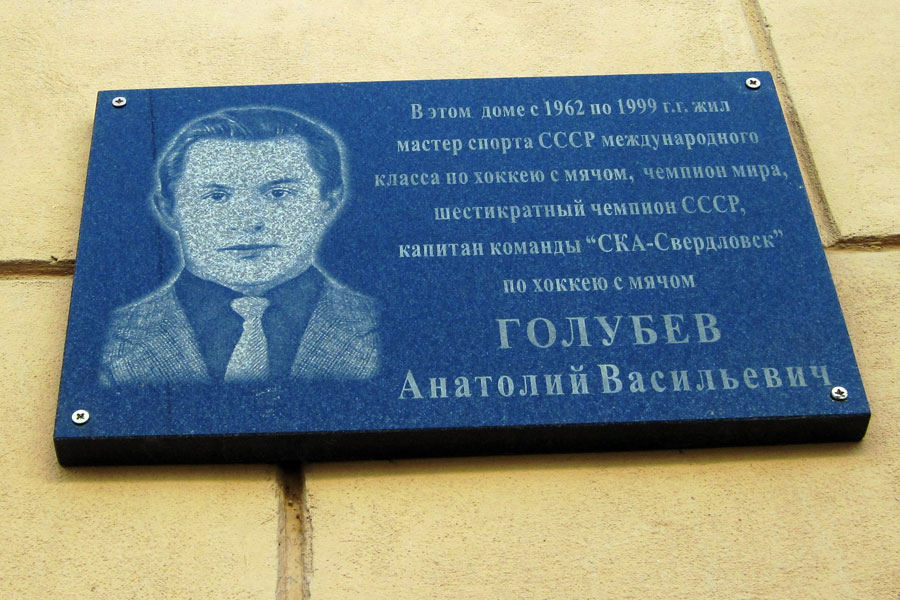 В этом доме с 1962 по 1999 г.г. жил
мастер спорта СССР международного
класса по хоккею с мячом, чемпион мира,
шестикратный чемпион СССР,
капитан команды “СКА-Свердловск”
по хоккею с мячом
ГОЛУБЕВ
Анатолий Васильевич